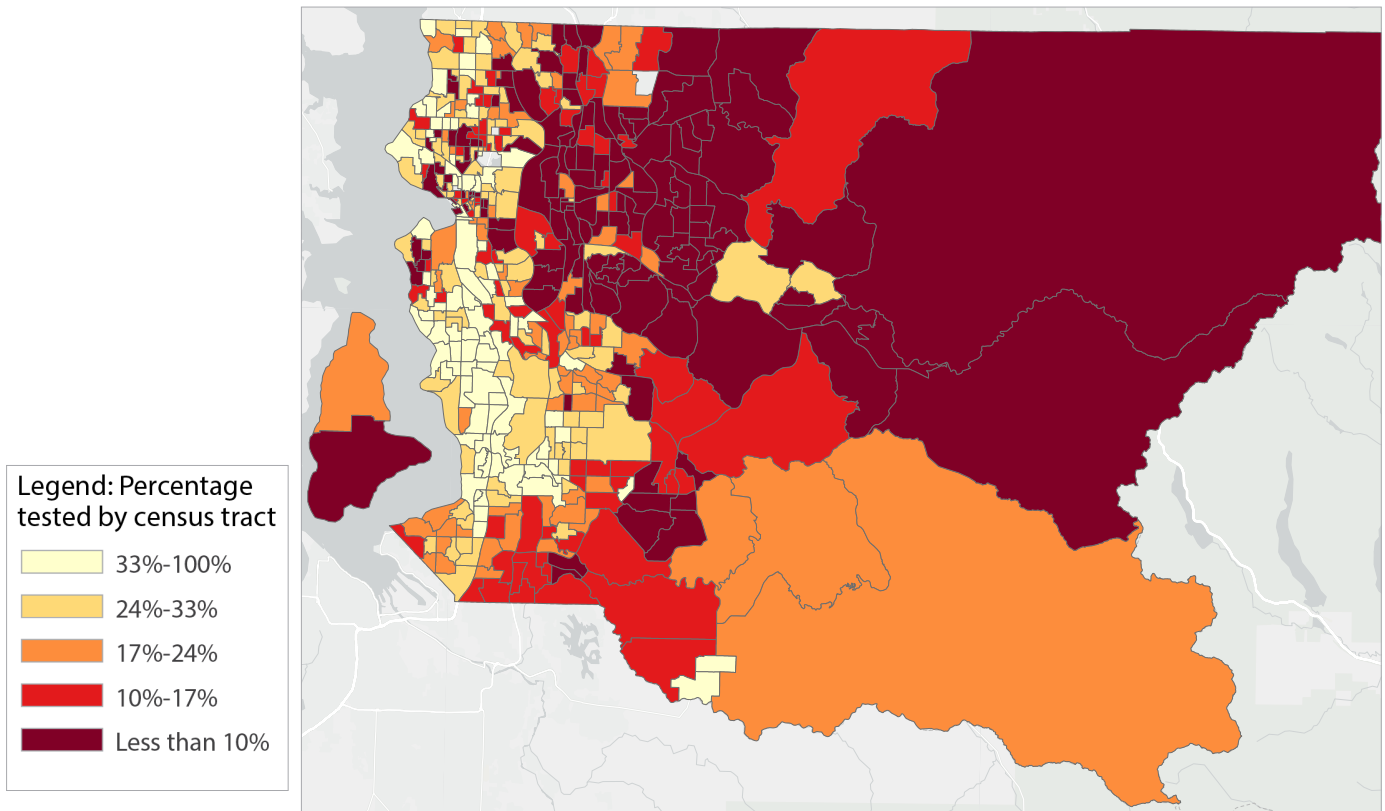 Legend: Percentage
tested by census tract
33%-100%
24%-33%
17%-24%
10%-17%
Less than 10%